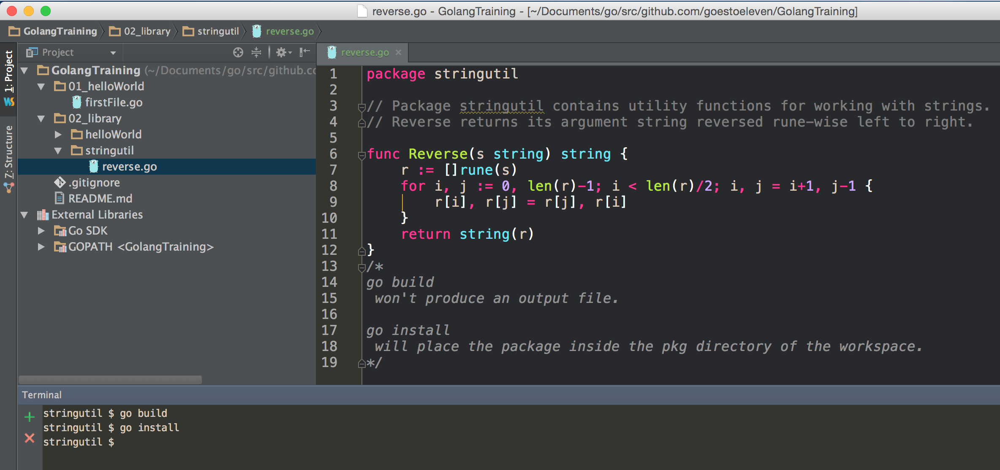 reverse.go - GolangTraining - [~/Documents/go/src/github.com/goestoeleven/GolangTraining]
GolangTraining 02_library stringutil reverse.go
1: Project
7: Structure
Project
GolangTraining (~/Documents/go/src/github.co
01_helloWorld
firstFile.go
02_library
helloWorld
stringutil
reverse.go
.gitignore
README.md
External Libraries
Go SDK
GOPATH <GolangTraining>
reverse.go
1 package stringutil
2
3 // Package stringutil contains utility functions for working with strings.
4 // Reverse returns its argument string reversed rune-wise left to right.
5
6 func Reverse(s string) string {
7     r := []rune(s)
8     for i, j := 0, len(r)-1; i < len(r)/2; i, j = i+1, j-1 {
9         r[i], r[j] = r[j], r[i]
10     }
11     return string(r)
12 }
13 /*
14 go build
15  won't produce an output file.
16
17 go install
18  will place the package inside the pkg directory of the workspace.
19 */
Terminal
stringutil $ go build
stringutil $ go install
stringutil $